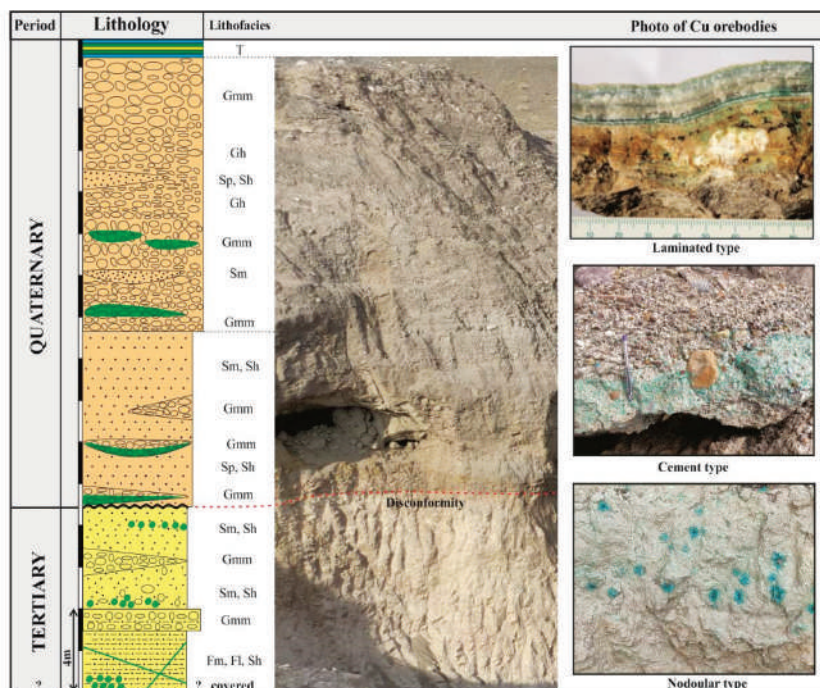 Period
Lithology
Lithofacies
Photo of Cu orebodies
QUATERNARY
T
Gmm
Gh
Sp, Sh
Gh
Gmm
Sm
Gmm
Sm, Sh
Gmm
Gmm
Sp, Sh
Gmm
Disconformity
TERTIARY
Sm, Sh
Gmm
Sm, Sh
Gmm
4m
Fm, Fl, Sh
?
? covered
Laminated type
Cement type
Nodoular type